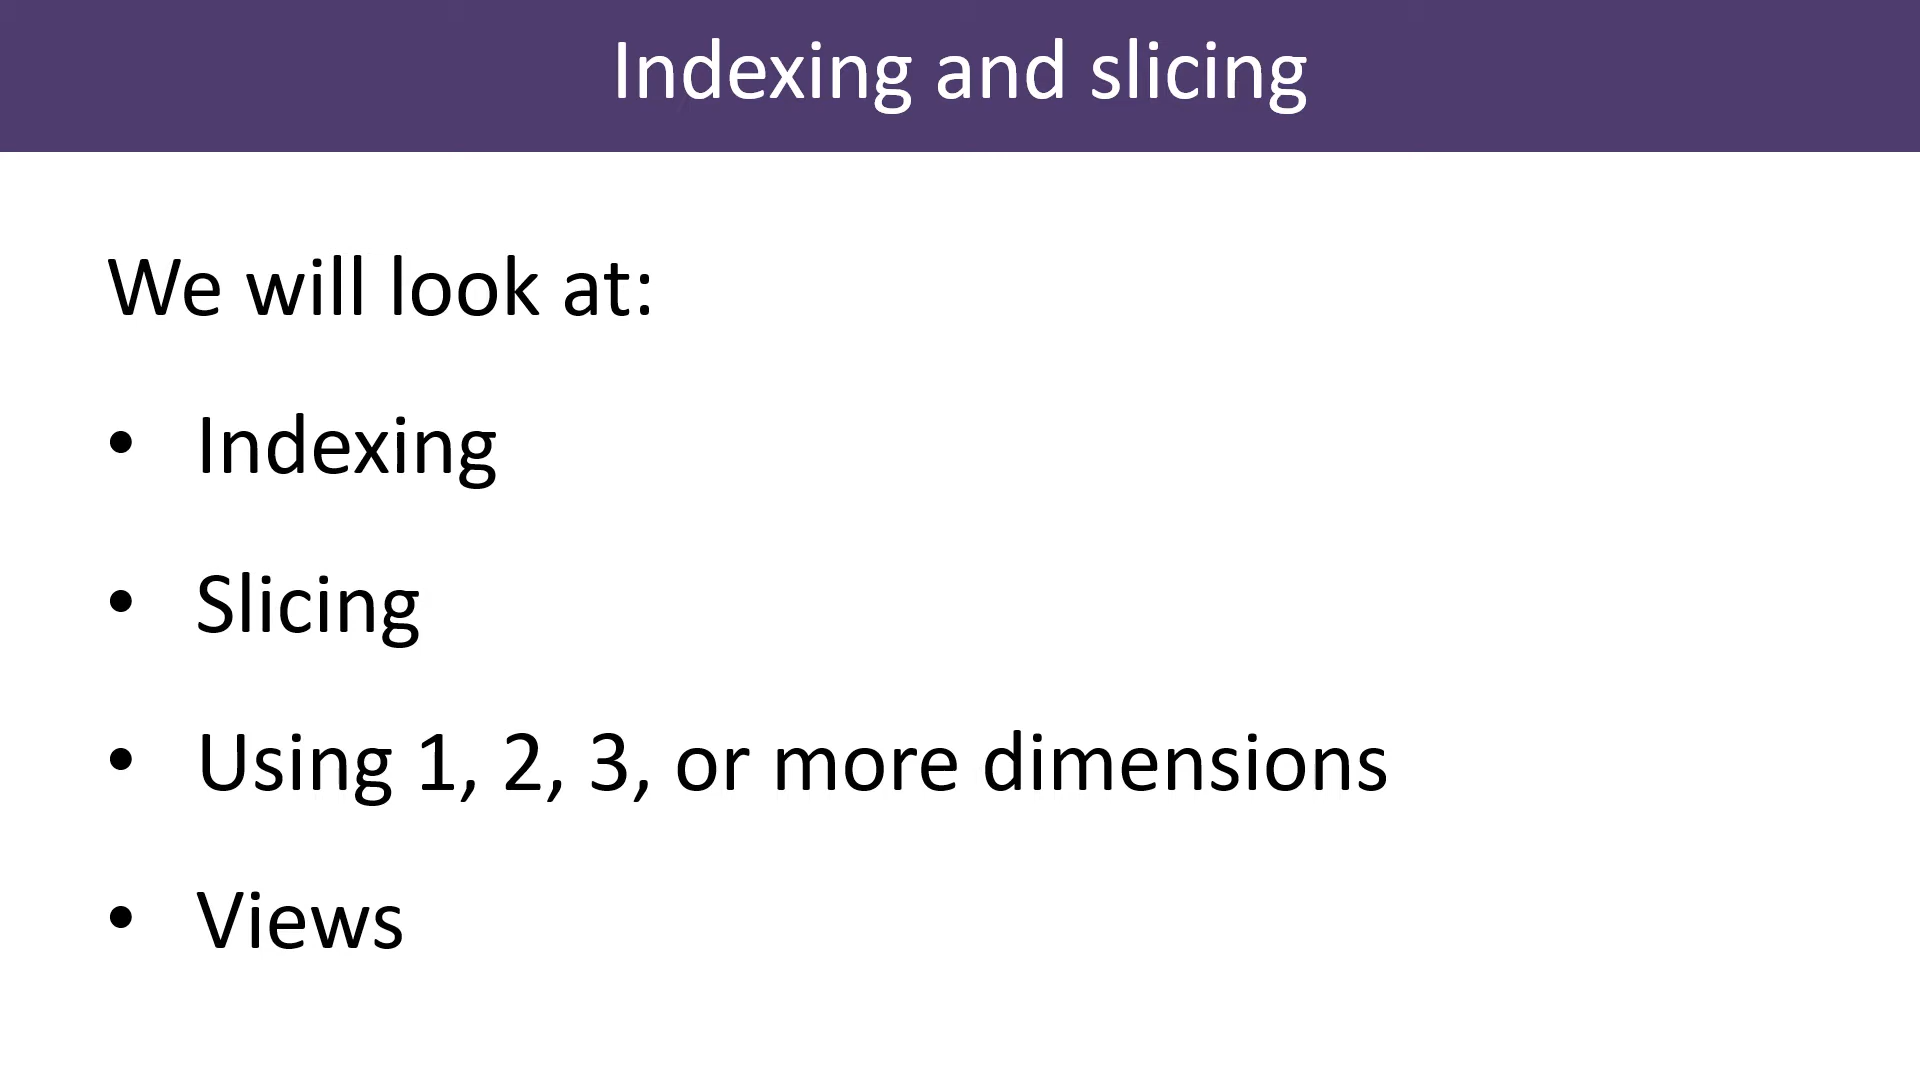 Indexing and slicing
We will look at:
• Indexing
• Slicing
• Using 1, 2, 3, or more dimensions
• Views